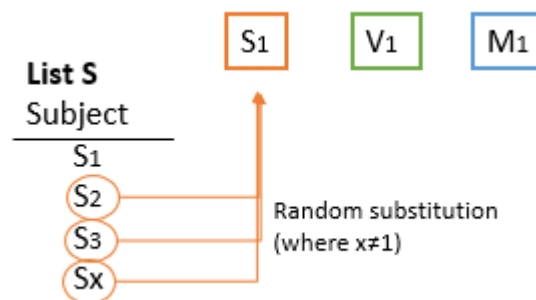 S1 V1 M1
List S
Subject
S1
S2
S3
Sx
Random substitution
(where x≠1)